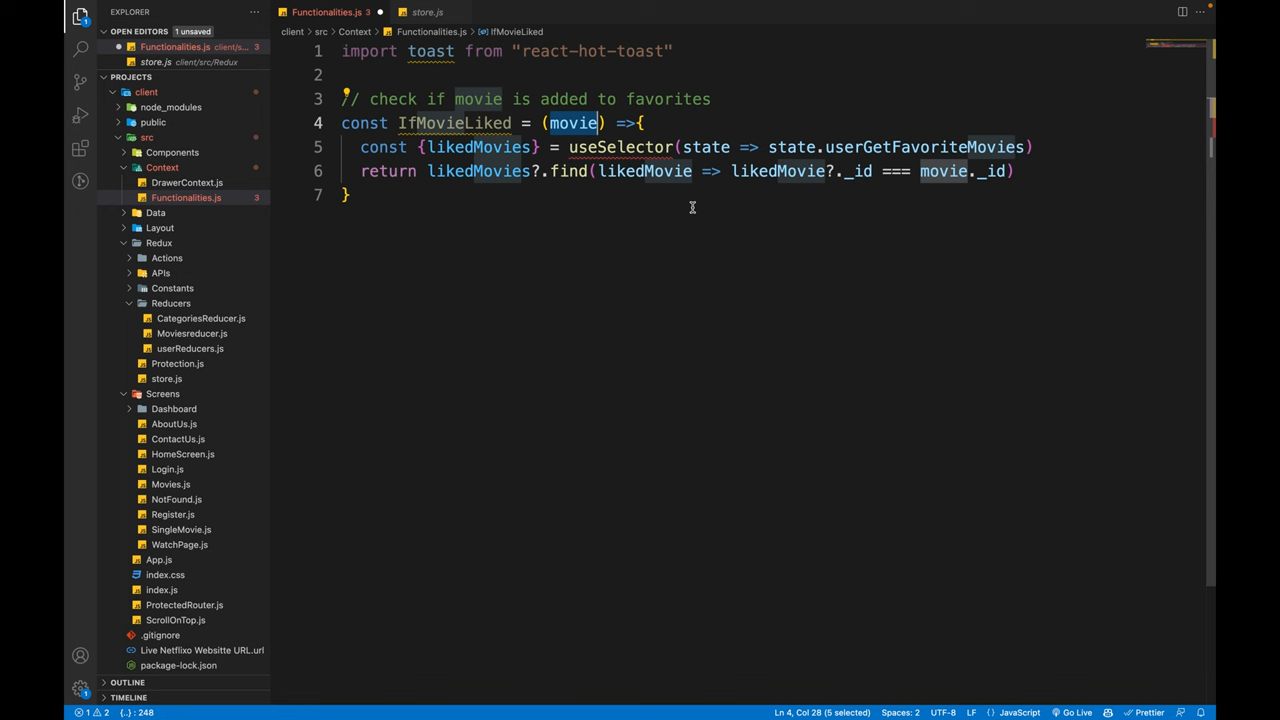 EXPLORER
OPEN EDITORS 1 unsaved
Functionalities.js client/s... 3
store.js client/src/Redux
PROJECTS
client
node_modules
public
src
Components
Context
DrawerContext.js
Functionalities.js 3
Data
Layout
Redux
Actions
APIs
Constants
Reducers
CategoriesReducer.js
Moviesreducer.js
userReducers.js
Protection.js
store.js
Screens
Dashboard
AboutUs.js
ContactUs.js
HomeScreen.js
Login.js
Movies.js
NotFound.js
Register.js
SingleMovie.js
WatchPage.js
App.js
index.css
index.js
ProtectedRouter.js
ScrollOnTop.js
.gitignore
Live Netflixo Websitte URL.url
package-lock.json
OUTLINE
TIMELINE
Functionalities.js 3
store.js
client > src > Context > Functionalities.js > IfMovieLiked
1 import toast from "react-hot-toast"
2
3 // check if movie is added to favorites
4 const IfMovieLiked = (movie) =>{
5 const {likedMovies} = useSelector(state => state.userGetFavoriteMovies)
6 return likedMovies?.find(likedMovie => likedMovie?._id === movie._id)
7 }
1 2 {..} : 248 Ln 4, Col 28 (5 selected) Spaces: 2 UTF-8 LF {} JavaScript Go Live Prettier